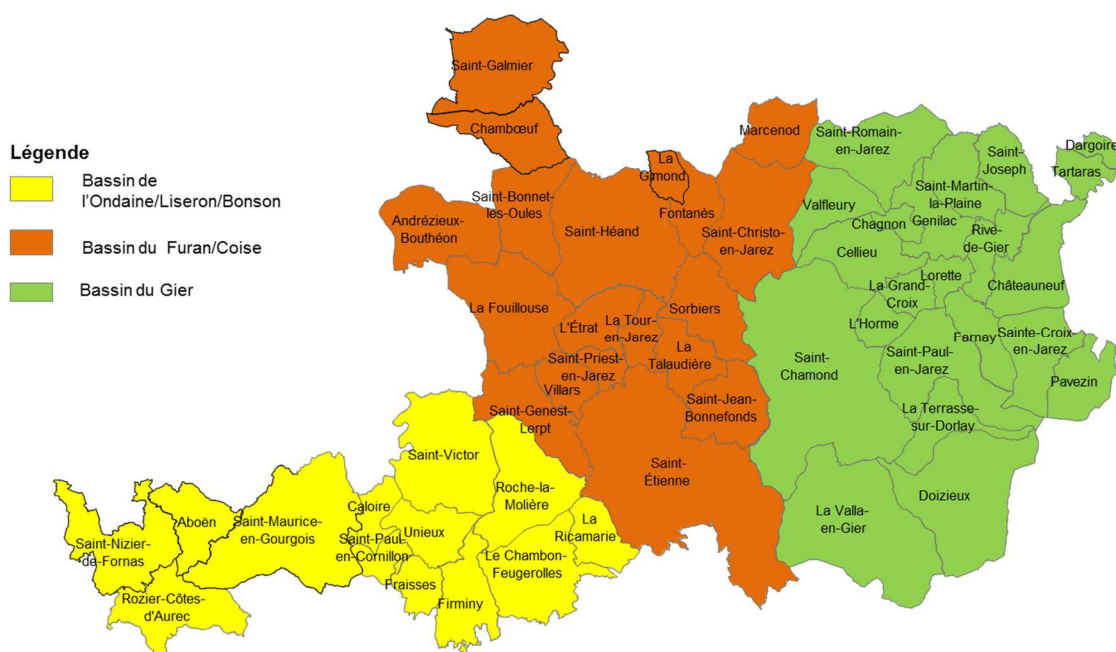 Légende
Bassin de
l'Ondaine/Liseron/Bonson
Bassin du Furan/Coise
Bassin du Gier
Saint-Galmier
Chambœuf
Saint-Bonnet-
les-Oules
Andrézieux-
Bouthéon
La
Gimond
Fontanès
Saint-Héand
Marcenod
Saint-Christo-
en-Jarez
La Fouillouse
L'Étrat
La Tour-
en-Jarez
Sorbiers
Saint-Priest-
en-Jarez
La
Talaudière
Villars
Saint-Jean-
Bonnefonds
Saint-Genest-
Lerpt
Saint-
Étienne
Saint-Romain-
en-Jarez
Saint-
Joseph
Dargoire
Tartaras
Saint-Martin-
la-Plaine
Valfleury
Chagnon
Genilac
Rive-
de-Gier
Cellieu
Lorette
La Grand-
Croix
Châteauneuf
L'Horme
Farnay
Sainte-Croix-
en-Jarez
Saint-
Chamond
Saint-Paul-
en-Jarez
Pavezin
La Terrasse-
sur-Dorlay
La Valla-
en-Gier
Doizieux
Saint-Victor
Roche-la-
Molière
Caloire
Saint-Paul-
en-Cornillon
Unieux
La
Ricamarie
Le Chambon-
Feugerolles
Fraisses
Firminy
Saint-Maurice-
en-Gourgois
Aboën
Saint-Nizier-
de-Fornas
Rozier-Côtes-
d'Aurec